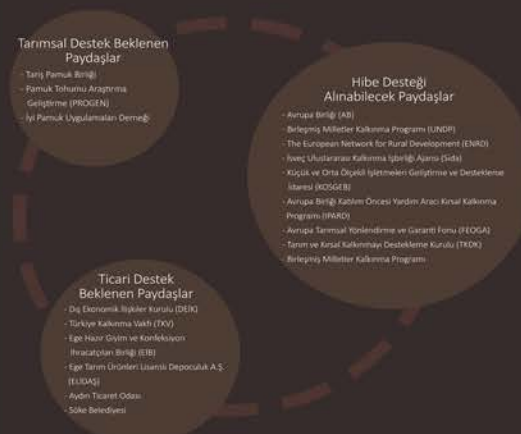 Tarımsal Destek Beklenen
Paydaşlar
- Tariş Pamuk Birliği
- Pamuk Tohumu Araştırma
Geliştirme (PROGEN)
- İyi Pamuk Uygulamaları Derneği
Hibe Desteği
Alınabilecek Paydaşlar
- Avrupa Birliği (AB)
- Birleşmiş Milletler Kalkınma Programı (UNDP)
- The European Network for Rural Development (ENRD)
- İsveç Uluslararası Kalkınma İşbirliği Ajansı (Sida)
- Küçük ve Orta Ölçekli İşletmeleri Geliştirme ve Destekleme
İdaresi (KOSGEB)
- Avrupa Birliği Katılım Öncesi Yardım Aracı Kırsal Kalkınma
Programı (IPARD)
- Avrupa Tarımsal Yönlendirme ve Garanti Fonu (FEOGA)
- Tarım ve Kırsal Kalkınmayı Destekleme Kurulu (TKDK)
- Birleşmiş Milletler Kalkınma Programı
Ticari Destek
Beklenen Paydaşlar
- Dış Ekonomik İlişkiler Kurulu (DEİK)
- Türkiye Kalkınma Vakfı (TKV)
- Ege Hazır Giyim ve Konfeksiyon
İhracatçıları Birliği (EİB)
- Ege Tarım Ürünleri Lisanslı Depoculuk A.Ş.
(ELİDAŞ)
- Aydın Ticaret Odası
- Söke Belediyesi